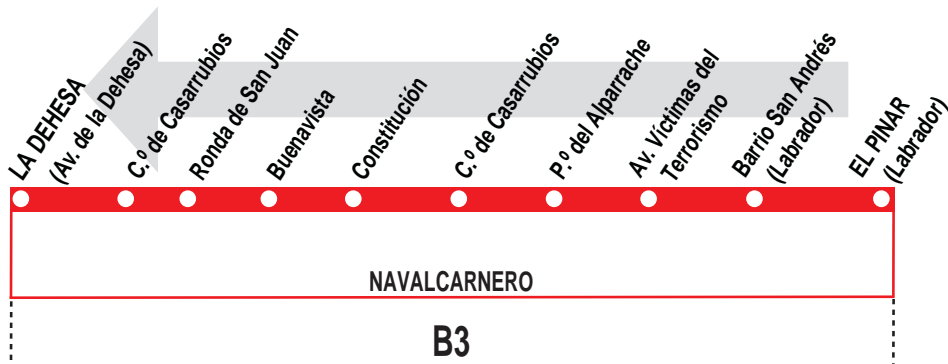 LA DEHESA
(Av. de la Dehesa)
C.º de Casarrubios
Ronda de San Juan
Buenavista
Constitución
C.º de Casarrubios
P.º del Alparrache
Av. Víctimas del
Terrorismo
Barrio San Andrés
(Labrador)
EL PINAR
(Labrador)
NAVALCARNERO
B3